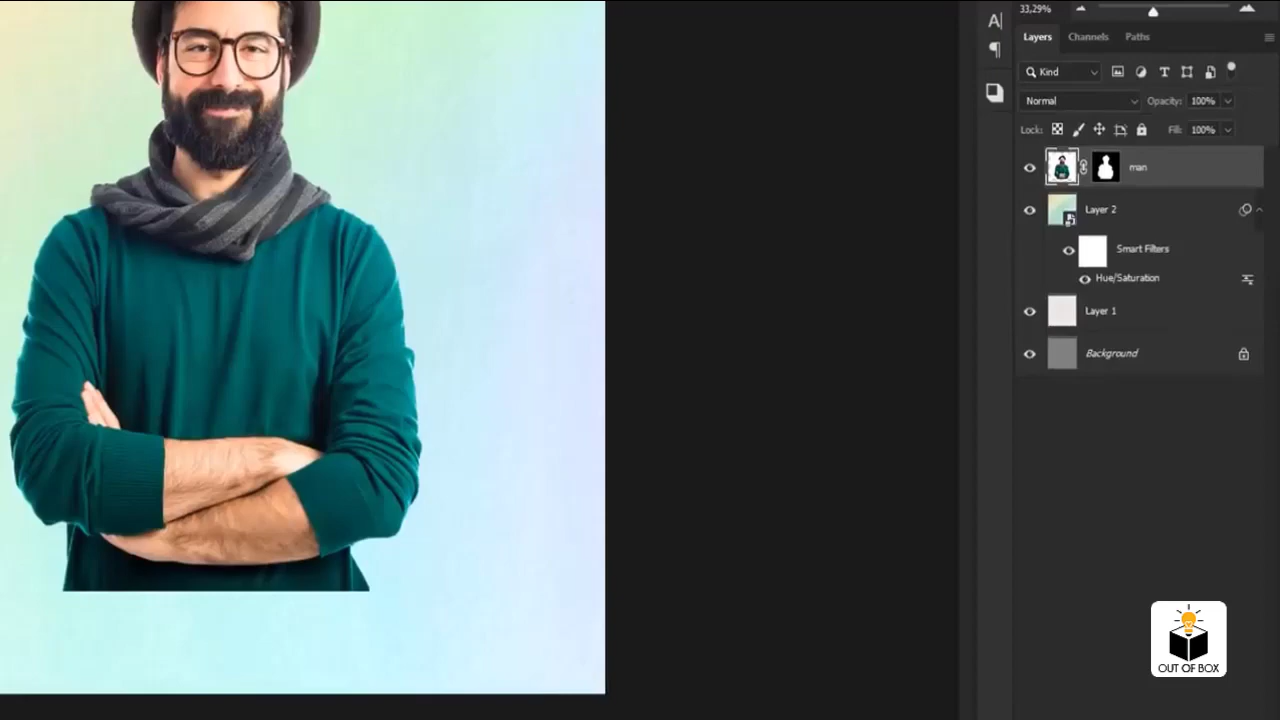 33,29%
A|
Layers Channels Paths
Kind
Normal Opacity: 100%
Lock: Fill: 100%
man
Layer 2
Smart Filters
Hue/Saturation
Layer 1
Background
OUT OF BOX